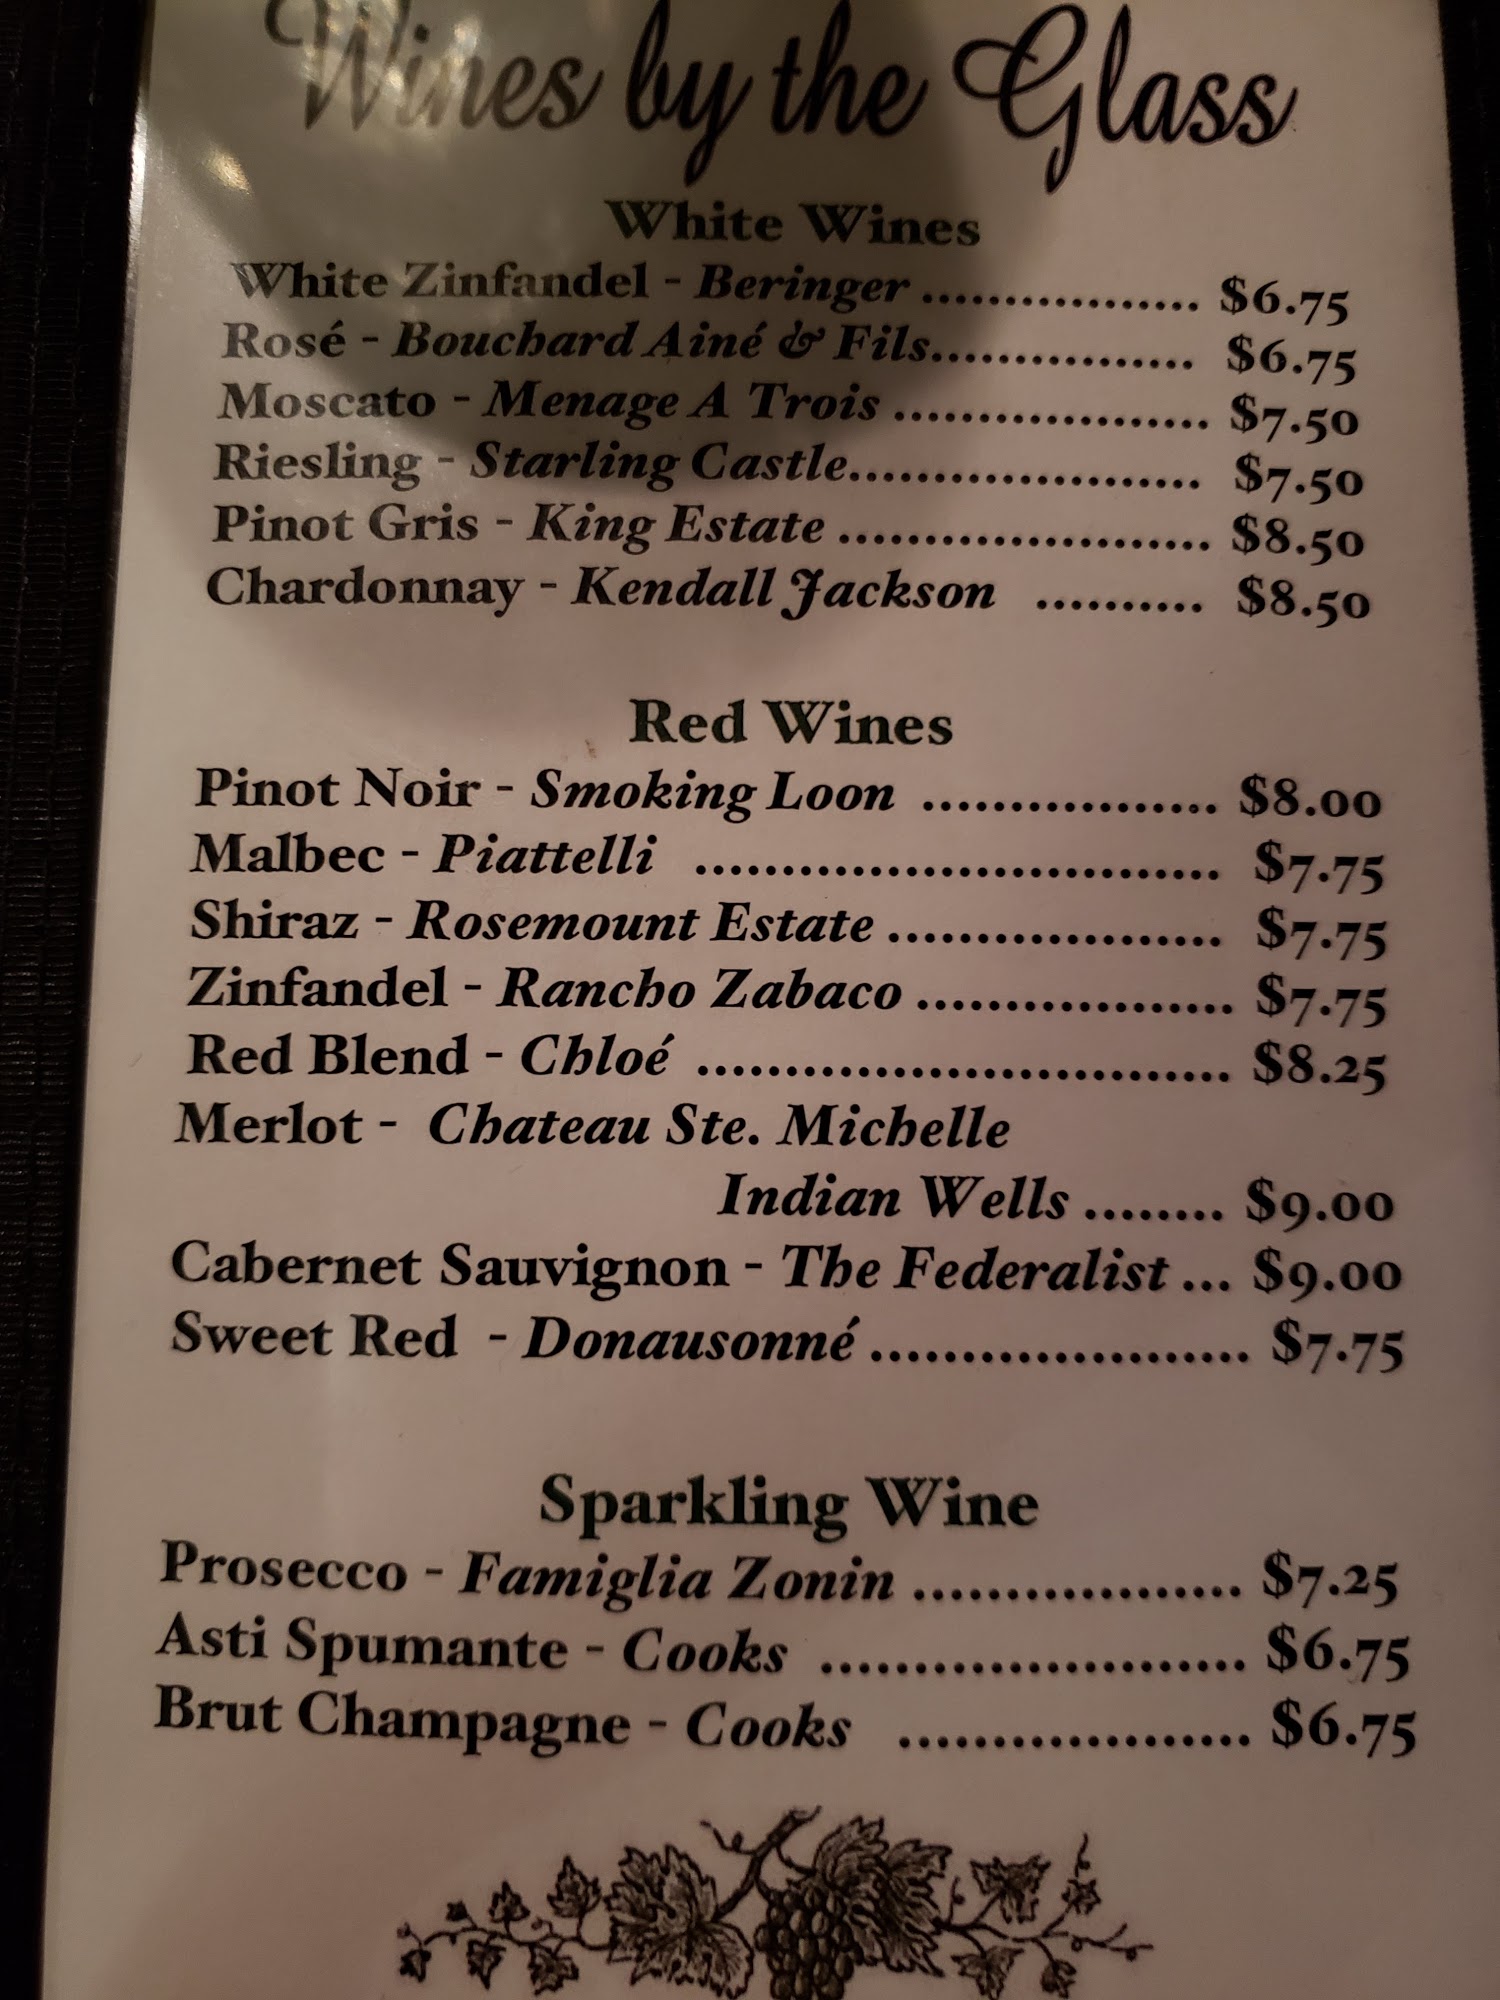 Wines by the Glass
White Wines
White Zinfandel - Beringer ................. $6.75
Rosé - Bouchard Ainé & Fils................ $6.75
Moscato - Menage A Trois ................... $7.50
Riesling - Starling Castle..................... $7.50
Pinot Gris - King Estate ...................... $8.50
Chardonnay - Kendall Jackson .......... $8.50
Red Wines
Pinot Noir - Smoking Loon ................. $8.00
Malbec - Piattelli .............................. $7.75
Shiraz - Rosemount Estate ................... $7.75
Zinfandel - Rancho Zabaco .................. $7.75
Red Blend - Chloé ............................... $8.25
Merlot - Chateau Ste. Michelle
Indian Wells ........ $9.00
Cabernet Sauvignon - The Federalist ... $9.00
Sweet Red - Donausonné ..................... $7.75
Sparkling Wine
Prosecco - Famiglia Zonin .................. $7.25
Asti Spumante - Cooks ....................... $6.75
Brut Champagne - Cooks ................... $6.75